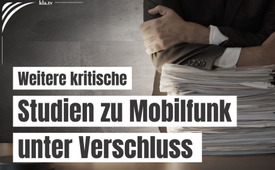 kla.tv
Weitere kritische
Studien zu Mobilfunk
unter Verschluss